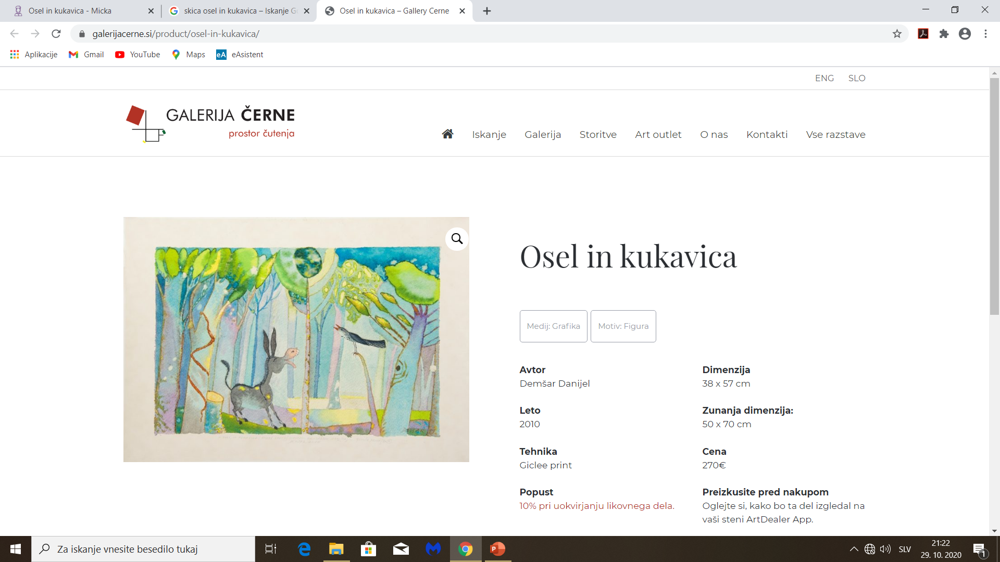 Osel in kukavica - Micka
skica osel in kukavica – Iskanje G
Osel in kukavica – Gallery Cerne
galerijacerne.si/product/osel-in-kukavica/
Aplikacije
Gmail
YouTube
Maps
eA eAsistent
ENG SLO
GALERIJA ČERNE
prostor čutenja
Iskanje Galerija Storitve Art outlet O nas Kontakti Vse razstave
Osel in kukavica
Medij: Grafika
Motiv: Figura
Avtor
Demšar Danijel
Dimenzija
38 x 57 cm
Leto
2010
Zunanja dimenzija:
50 x 70 cm
Tehnika
Giclee print
Cena
270€
Popust
10% pri uokvirjanju likovnega dela.
Preizkusite pred nakupom
Oglejte si, kako bo ta del izgledal na
vaši steni ArtDealer App.
Za iskanje vnesite besedilo tukaj
SLV
21:22
29. 10. 2020
1